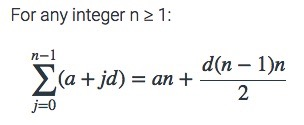 For any integer n ≥ 1:
n−1
∑(a + jd) = an + d(n − 1)n / 2
j=0